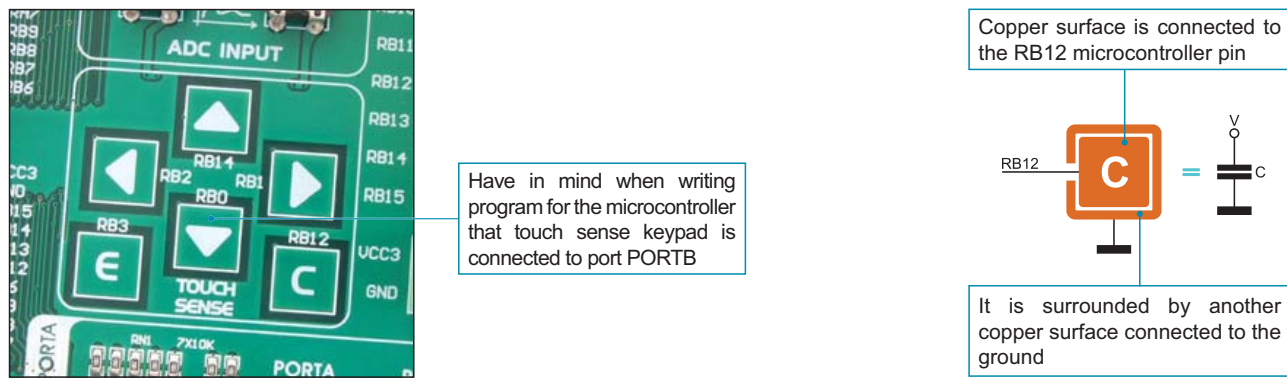 RB9
RB8
RB7
RB6
ADC INPUT
RB11
RB12
RB13
RB14
RB15
VCC3
GND
RB14
RB2
RB1
RB0
RB3
RB12
E
C
TOUCH
SENSE
RN1
7X10K
PORTA
PORTA
Have in mind when writing
program for the microcontroller
that touch sense keypad is
connected to port PORTB
Copper surface is connected to
the RB12 microcontroller pin
RB12
C
=
V
C
It is surrounded by another
copper surface connected to the
ground